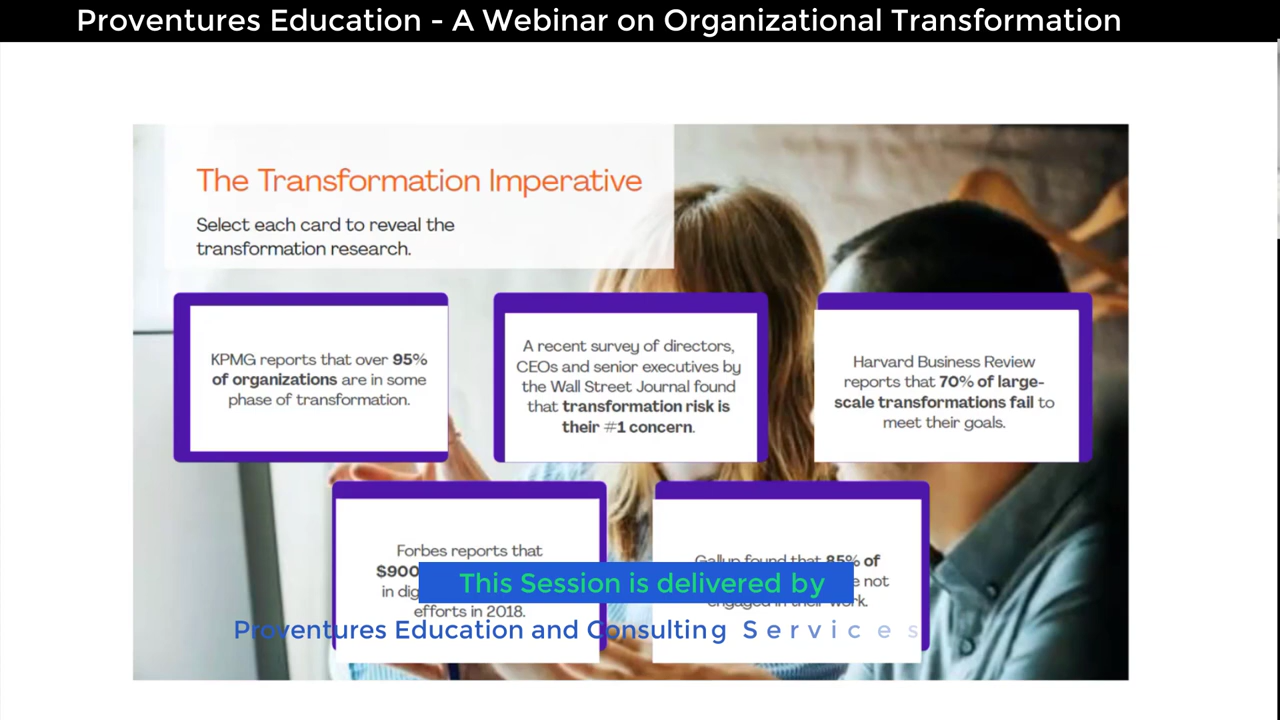 Proventures Education - A Webinar on Organizational Transformation
The Transformation Imperative
Select each card to reveal the
transformation research.
KPMG reports that over 95%
of organizations are in some
phase of transformation.
A recent survey of directors,
CEOs and senior executives by
the Wall Street Journal found
that transformation risk is
their #1 concern.
Harvard Business Review
reports that 70% of large-
scale transformations fail to
meet their goals.
Forbes reports that
$900
in
efforts in 2018.
Gallup found that 85% of
not
engaged in their work.
This Session is delivered by
Proventures Education and Consulting Services